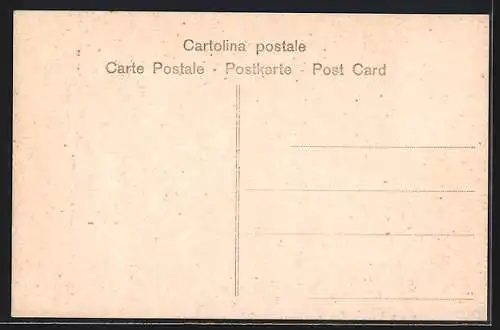 Cartolina postale
Carte Postale - Postkarte - Post Card